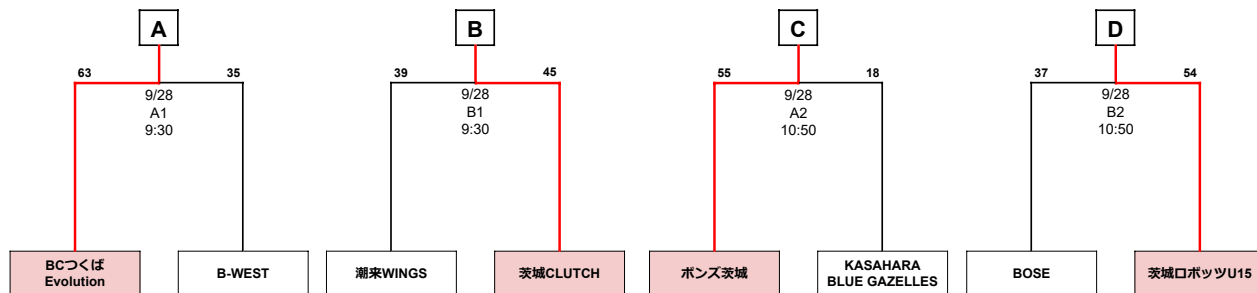 A
B
C
D
63
35
39
45
55
18
37
54
9/28
A1
9:30
9/28
B1
9:30
9/28
A2
10:50
9/28
B2
10:50
BCつくば
Evolution
B-WEST
潮来WINGS
茨城CLUTCH
ボンズ茨城
KASAHARA
BLUE GAZELLES
BOSE
茨城ロボッツU15